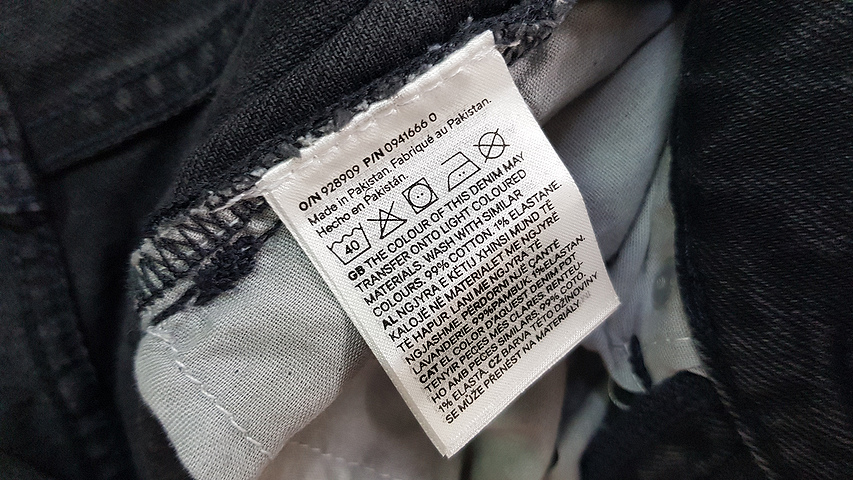 O/N 928909 P/N 0941666 0
Made in Pakistan. Fabriqué au Pakistan.
Hecho en Pakistán.
40
GB THE COLOUR OF THIS DENIM MAY
TRANSFER ONTO LIGHT COLOURED
MATERIALS. WASH WITH SIMILAR
COLOURS. 99% COTTON, 1% ELASTANE.
AL NGJYRA E KËTIJ XHINSI MUND TË
KALOJË NË MATERIALET ME NGJYRË
TË HAPUR. LANI ME NGJYRA TË
NGJASHME. PËRDORNI NJË ÇANTË
LAVANDERIE. 99%PAMBUK, 1%ELASTAN.
CAT EL COLOR D'AQUEST DENIM POT
TENYIR PECES MÉS CLARES. RENTEU-
HO AMB PECES SIMILARS. 99% COTÓ,
1% ELASTÀ. CZ BARVA TÉTO DŽÍNOVINY
SE MŮŽE PŘENÉST NA MATERIÁLY